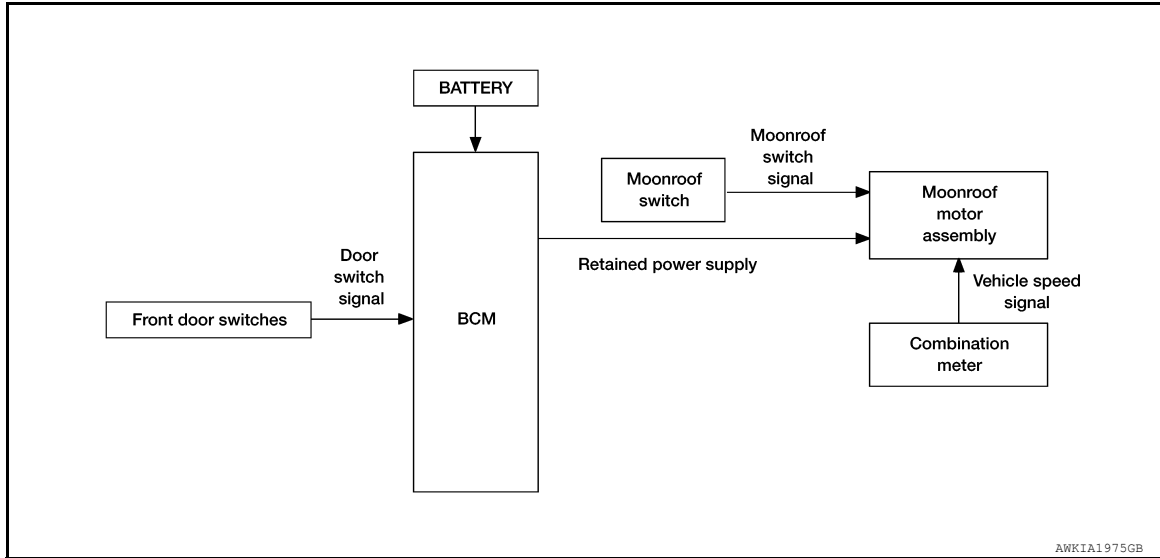 BATTERY
Moonroof
switch
signal
Moonroof
switch
Moonroof
motor
assembly
Door
switch
signal
Retained power supply
Vehicle speed
signal
Front door switches
BCM
Combination
meter
AWKIA1975GB